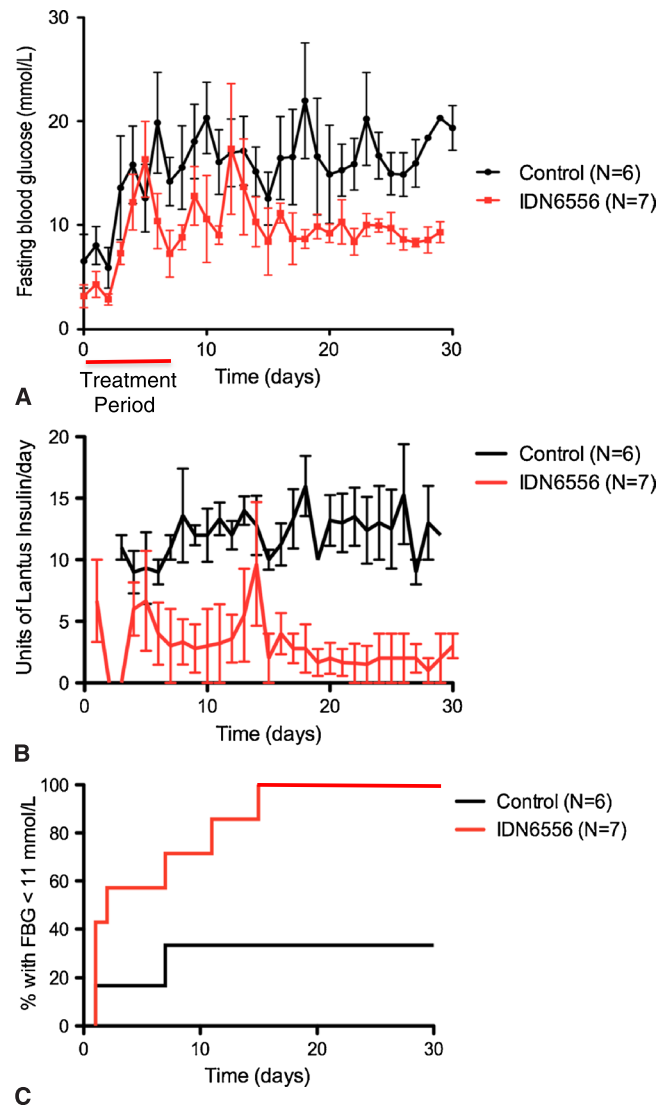 Fasting blood glucose (mmol/L)
30
20
10
0
0 10 20 30
Time (days)
Treatment
Period
Control (N=6)
IDN6556 (N=7)
A
Units of Lantus Insulin/day
20
15
10
5
0
0 10 20 30
Time (days)
Control (N=6)
IDN6556 (N=7)
B
% with FBG < 11 mmol/L
100
80
60
40
20
0
0 10 20 30
Time (days)
Control (N=6)
IDN6556 (N=7)
C